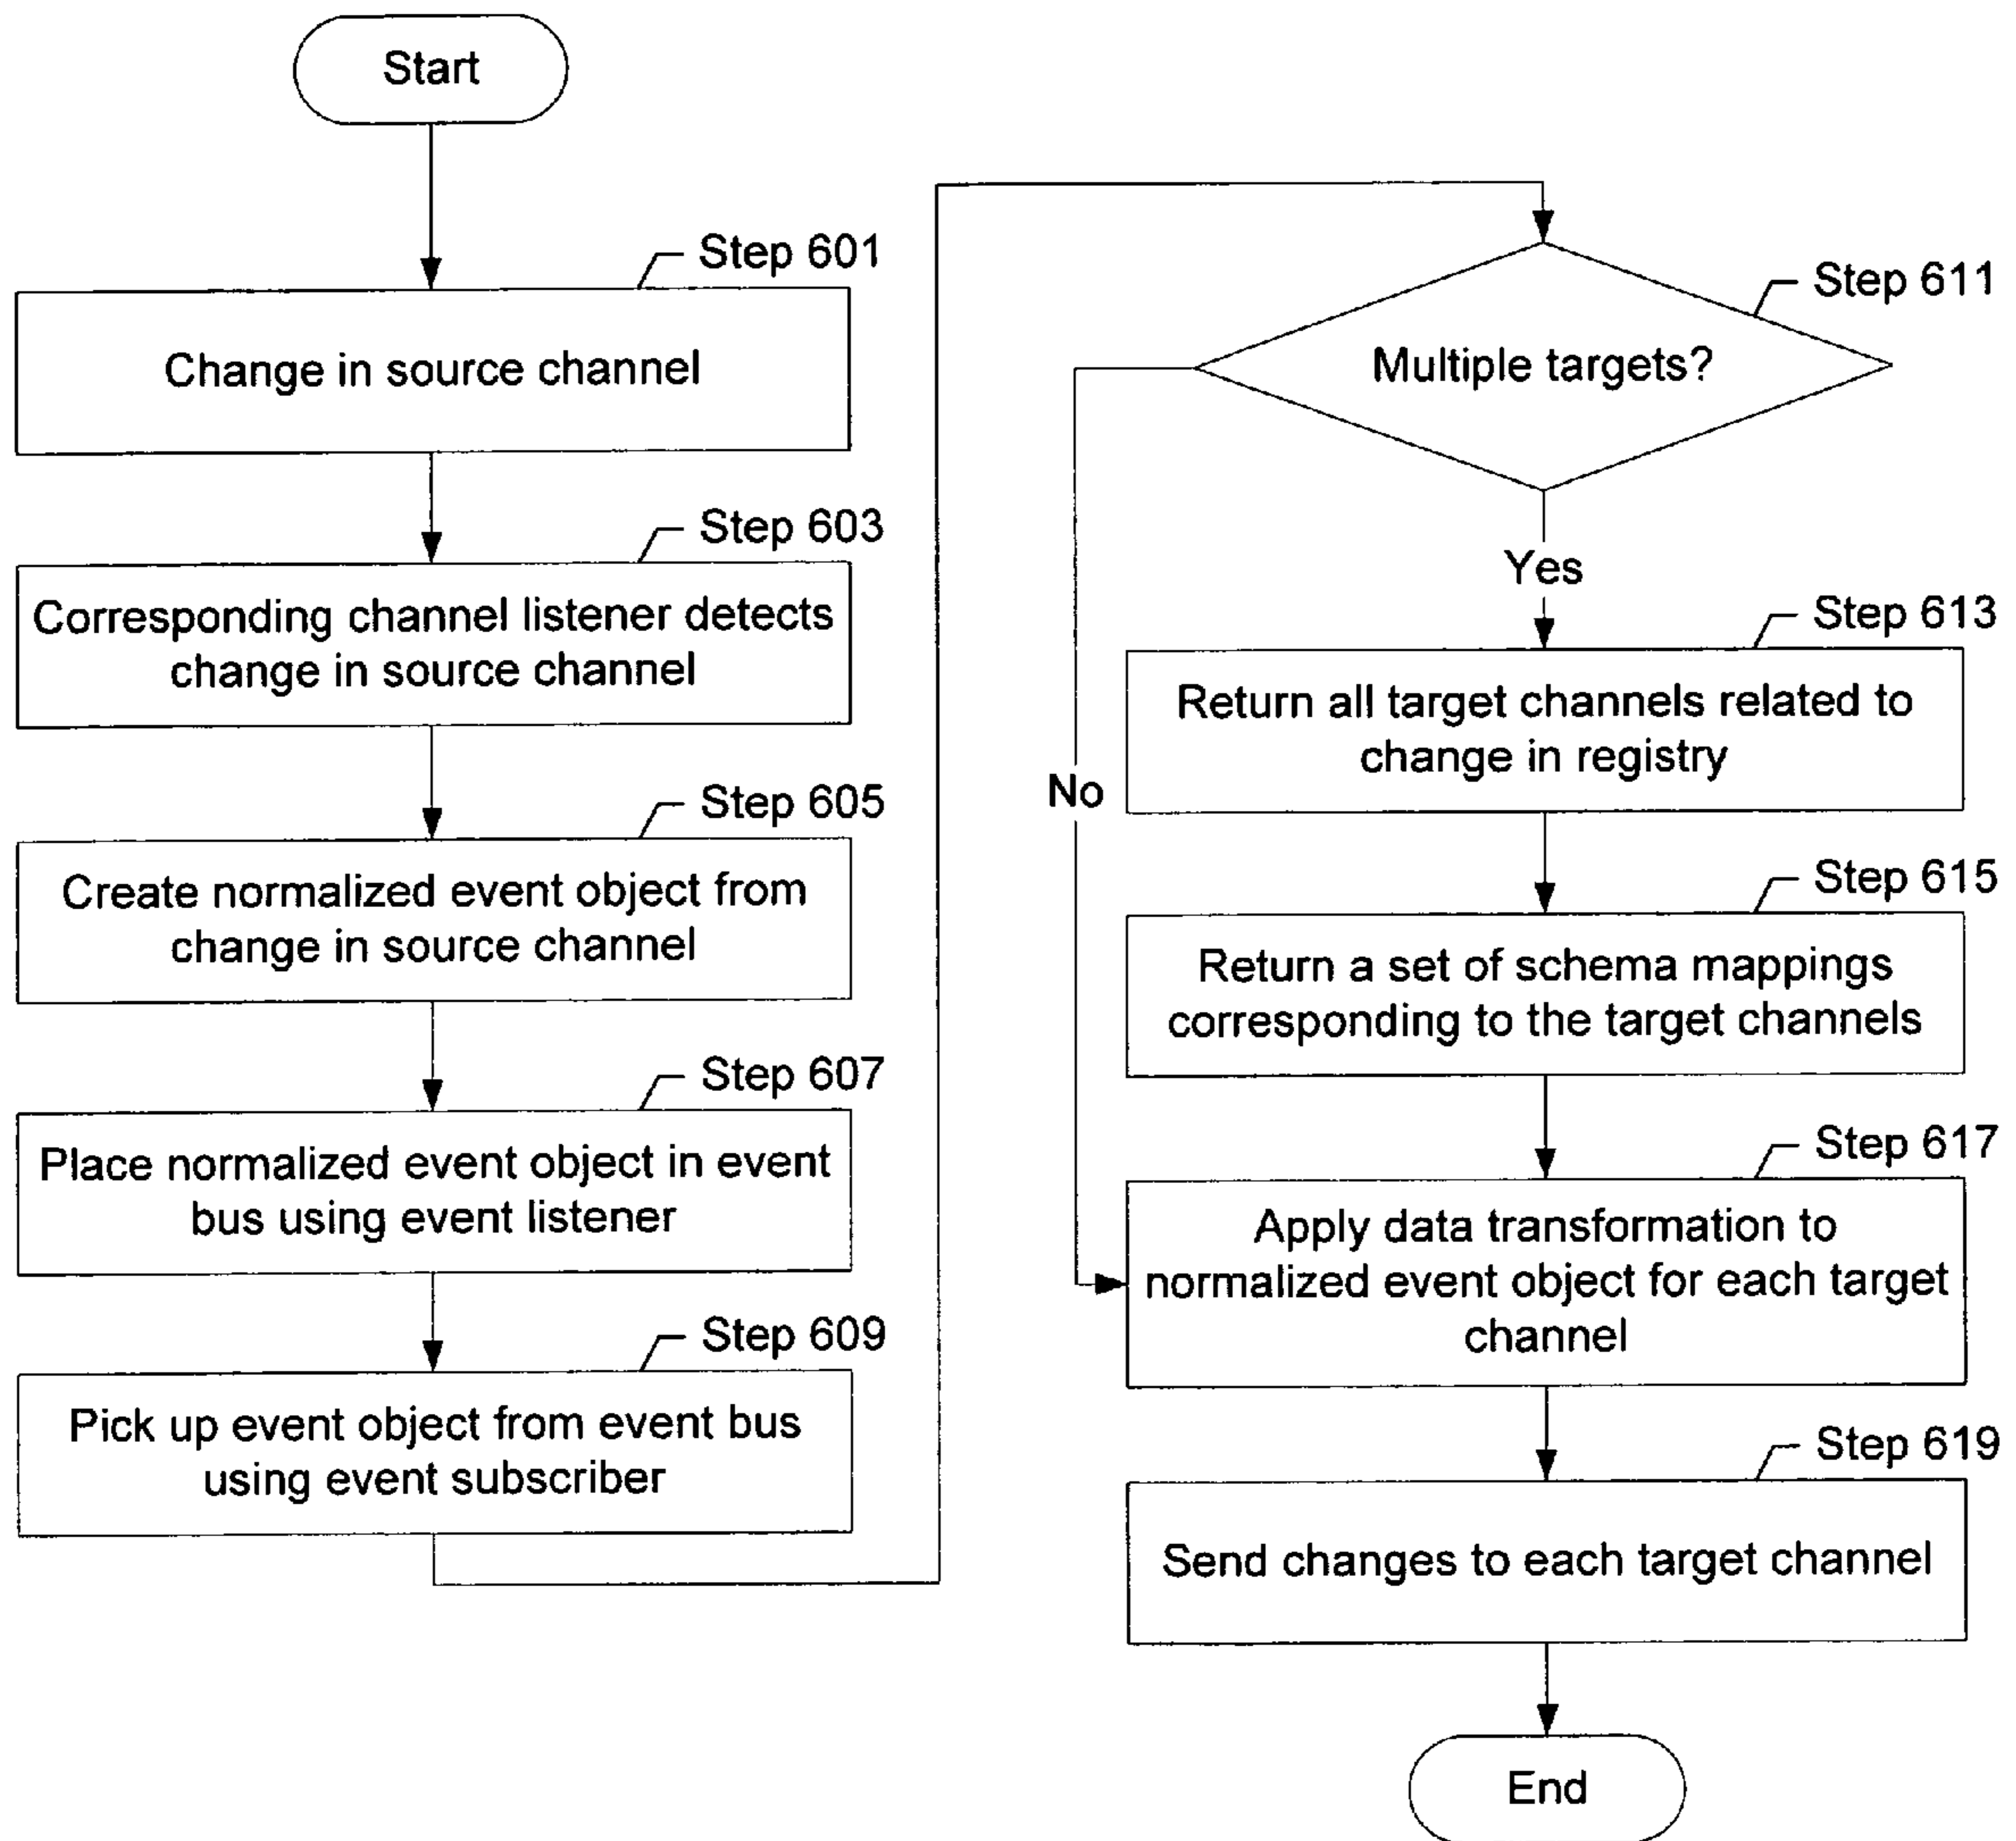 Start
Step 601
Change in source channel
Step 603
Corresponding channel listener detects
change in source channel
Step 605
Create normalized event object from
change in source channel
Step 607
Place normalized event object in event
bus using event listener
Step 609
Pick up event object from event bus
using event subscriber
Step 611
Multiple targets?
Yes
No
Step 613
Return all target channels related to
change in registry
Step 615
Return a set of schema mappings
corresponding to the target channels
Step 617
Apply data transformation to
normalized event object for each target
channel
Step 619
Send changes to each target channel
End